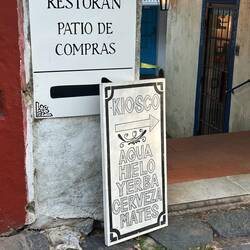 RESTORAN
PATIO DE
COMPRAS
KIOSCO
AGUA
HIELO
YERBA
CERVEZA
MATES